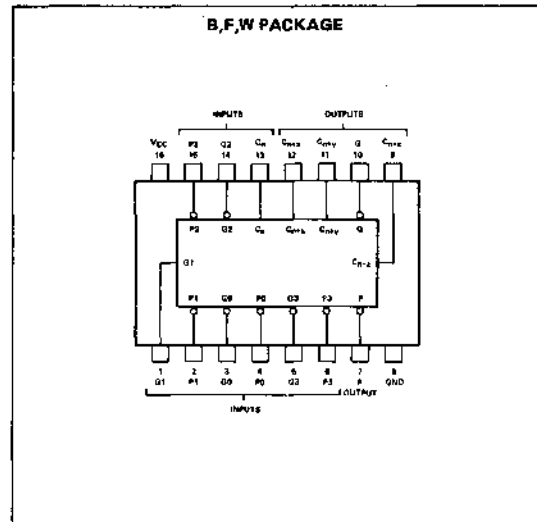 B,F,W PACKAGE
INPUTS OUTPUTS
VCC P2 G2 Cn Cn+x Cn+y G Cn+z
16 15 14 13 12 11 10 9
P2 G2 Cn Cn+x Cn+y G
G1 Cn+z
P1 G0 P0 G3 P3 P
1 2 3 4 5 6 7 8
G1 P1 G0 P0 G3 P3 P GND
INPUTS OUTPUT